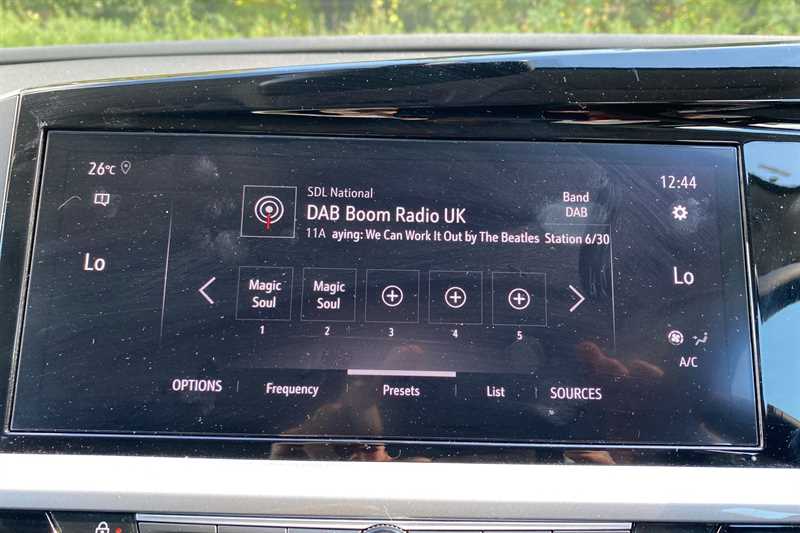 26°C
SDL National
DAB Boom Radio UK
11A aying: We Can Work It Out by The Beatles Station 6/30
Band
DAB
12:44
Lo
Magic
Soul
1
Magic
Soul
2
3
4
5
Lo
A/C
OPTIONS
Frequency
Presets
List
SOURCES